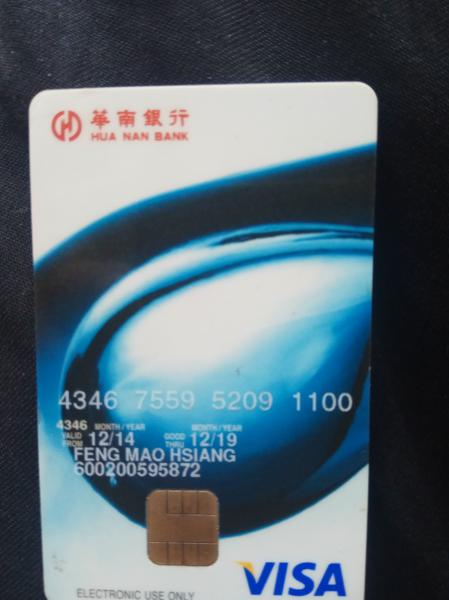 華南銀行
HUA NAN BANK
4346 7559 5209 1100
4346 MONTH/YEAR MONTH/YEAR
VALID FROM 12/14 GOOD THRU 12/19
FENG MAO HSIANG
600200595872
ELECTRONIC USE ONLY
VISA